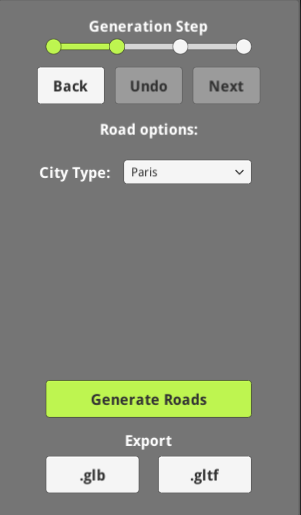 Generation Step
Back Undo Next
Road options:
City Type: Paris
Generate Roads
Export
.glb .gltf